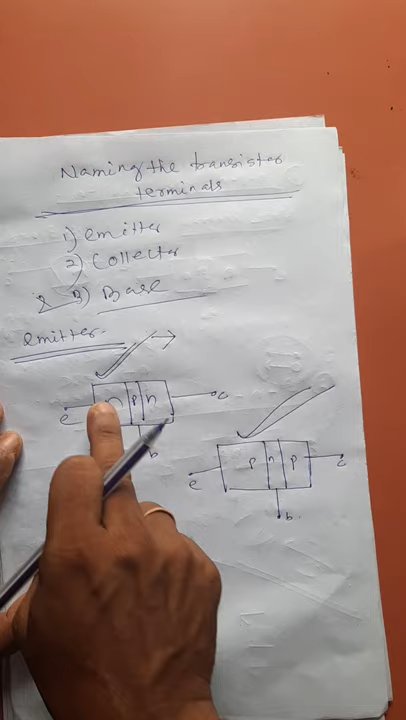 Naming the transistor
terminals
1) emitter
2) Collector
& 3) Base
emitter-
n p n
e c
b
p n p
e c
b